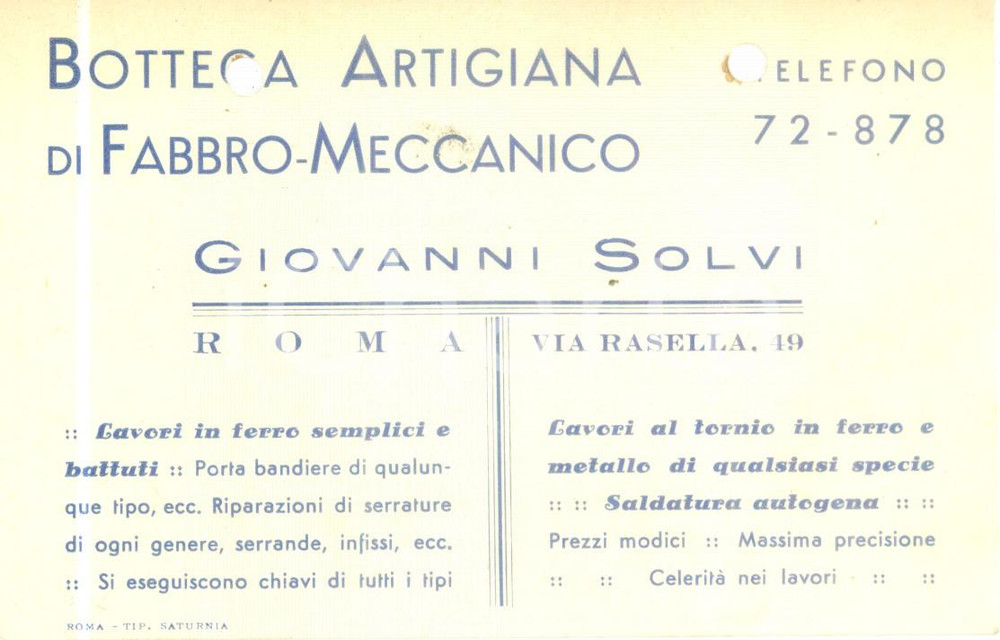 BOTTEGA ARTIGIANA
DI FABBRO-MECCANICO
TELEFONO
72-878
GIOVANNI SOLVI
ROMA
VIA RASELLA, 49
:: Lavori in ferro semplici e
battuti :: Porta bandiere di qualun-
que tipo, ecc. Riparazioni di serrature
di ogni genere, serrande, infissi, ecc.
:: Si eseguiscono chiavi di tutti i tipi
Lavori al tornio in ferro e
metallo di qualsiasi specie
:: :: Saldatura autogena :: ::
Prezzi modici :: Massima precisione
:: :: Celerità nei lavori :: ::
ROMA - TIP. SATURNIA